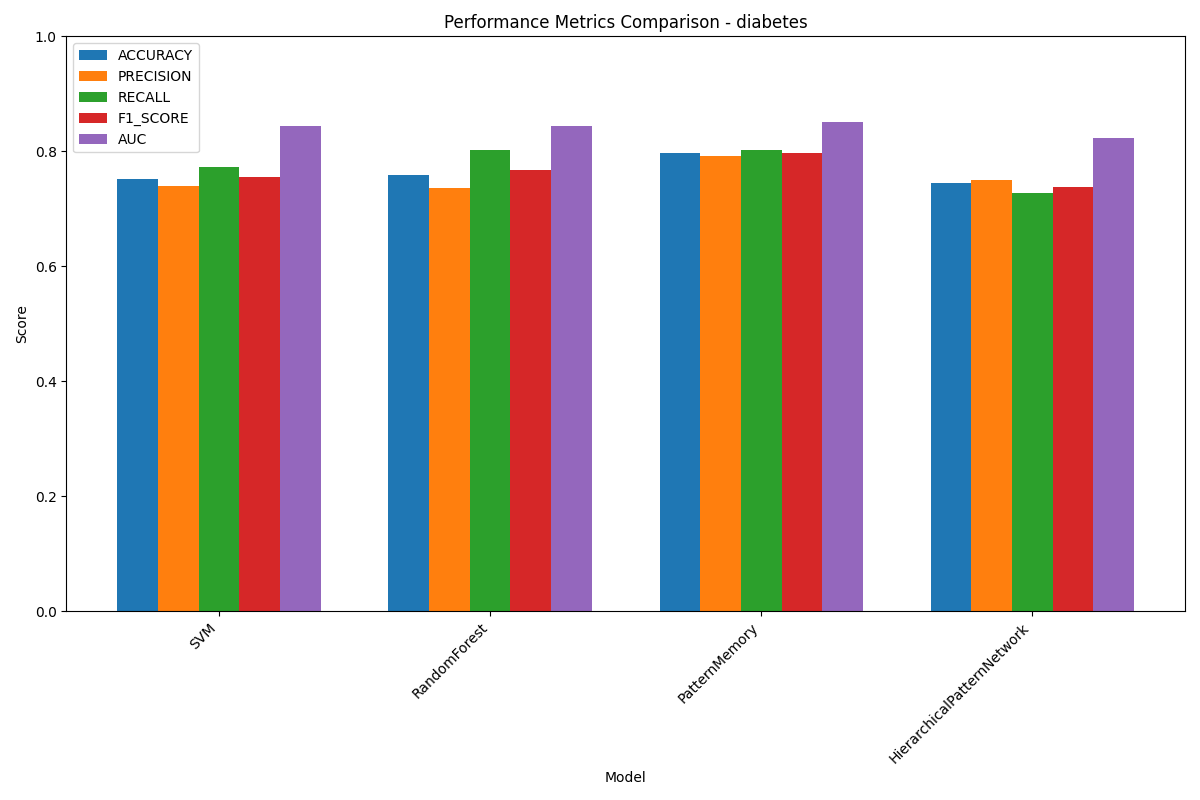 Performance Metrics Comparison - diabetes
ACCURACY
PRECISION
RECALL
F1_SCORE
AUC
Score
1.0
0.8
0.6
0.4
0.2
0.0
SVM
RandomForest
PatternMemory
HierarchicalPatternNetwork
Model